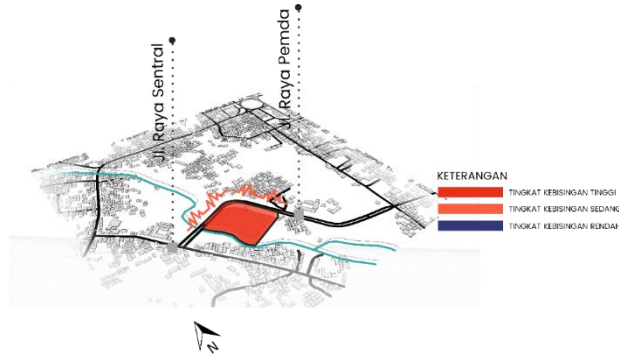 Jl. Raya Sentral
Jl. Raya Pemda
KETERANGAN
TINGKAT KEBISINGAN TINGGI
TINGKAT KEBISINGAN SEDANG
TINGKAT KEBISINGAN RENDAH
N